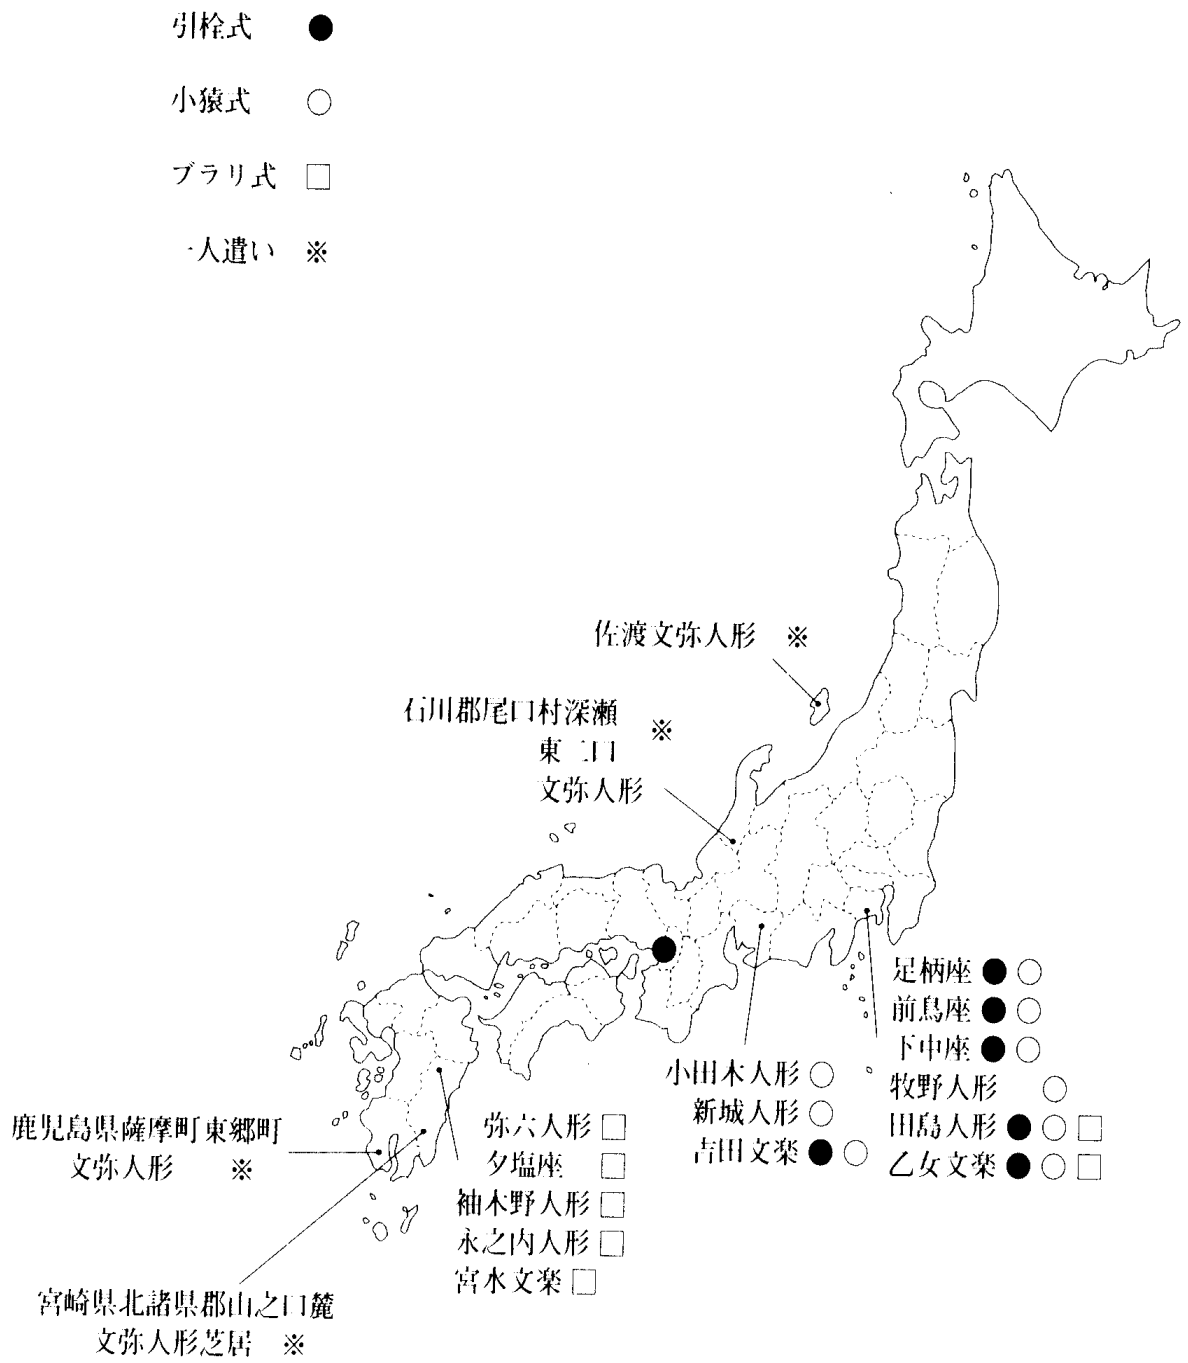 引栓式 ●
小猿式 ○
ブラリ式 □
一人遣い ※
佐渡文弥人形 ※
石川郡尾口村深瀬
東二口
文弥人形 ※
足柄座 ● ○
前鳥座 ● ○
下中座 ● ○
牧野人形 ○
田島人形 ● ○ □
乙女文楽 ● ○ □
小田木人形 ○
新城人形 ○
吉田文楽 ● ○
弥六人形 □
夕塩座 □
袖木野人形 □
永之内人形 □
宮水文楽 □
鹿児島県薩摩町東郷町
文弥人形 ※
宮崎県北諸県郡山之口麓
文弥人形芝居 ※